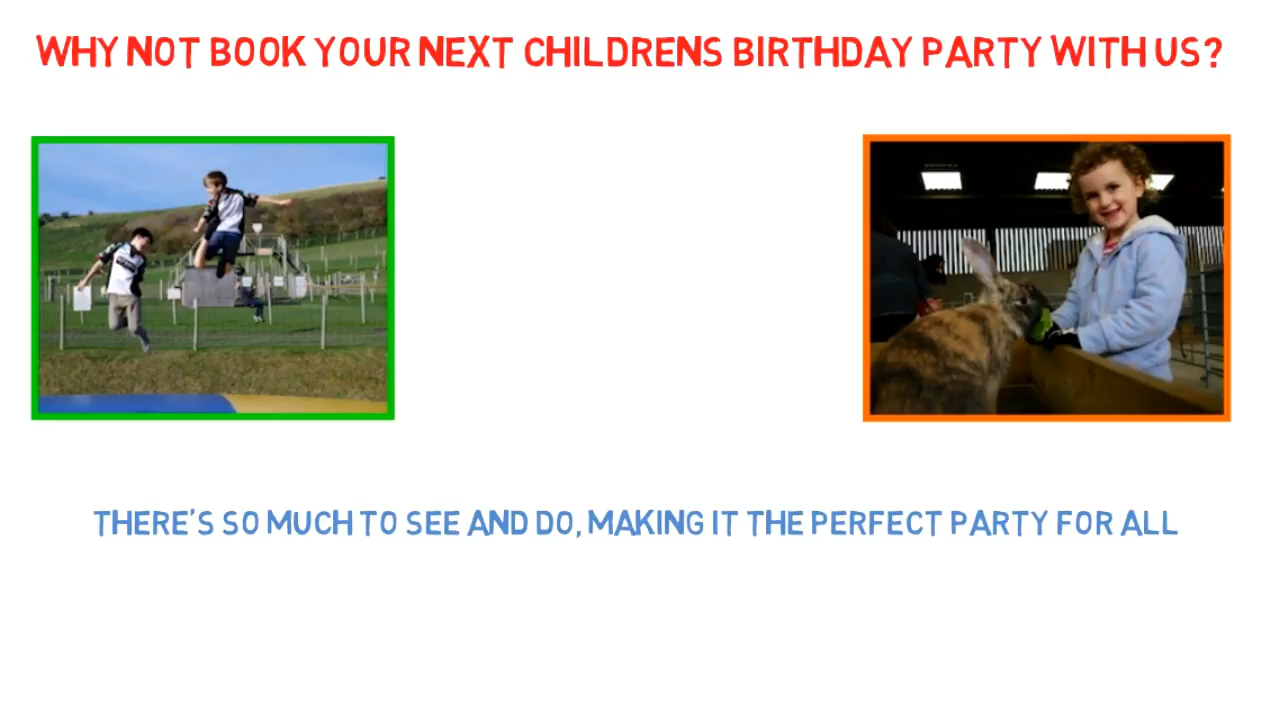 WHY NOT BOOK YOUR NEXT CHILDRENS BIRTHDAY PARTY WITH US?
THERE'S SO MUCH TO SEE AND DO, MAKING IT THE PERFECT PARTY FOR ALL